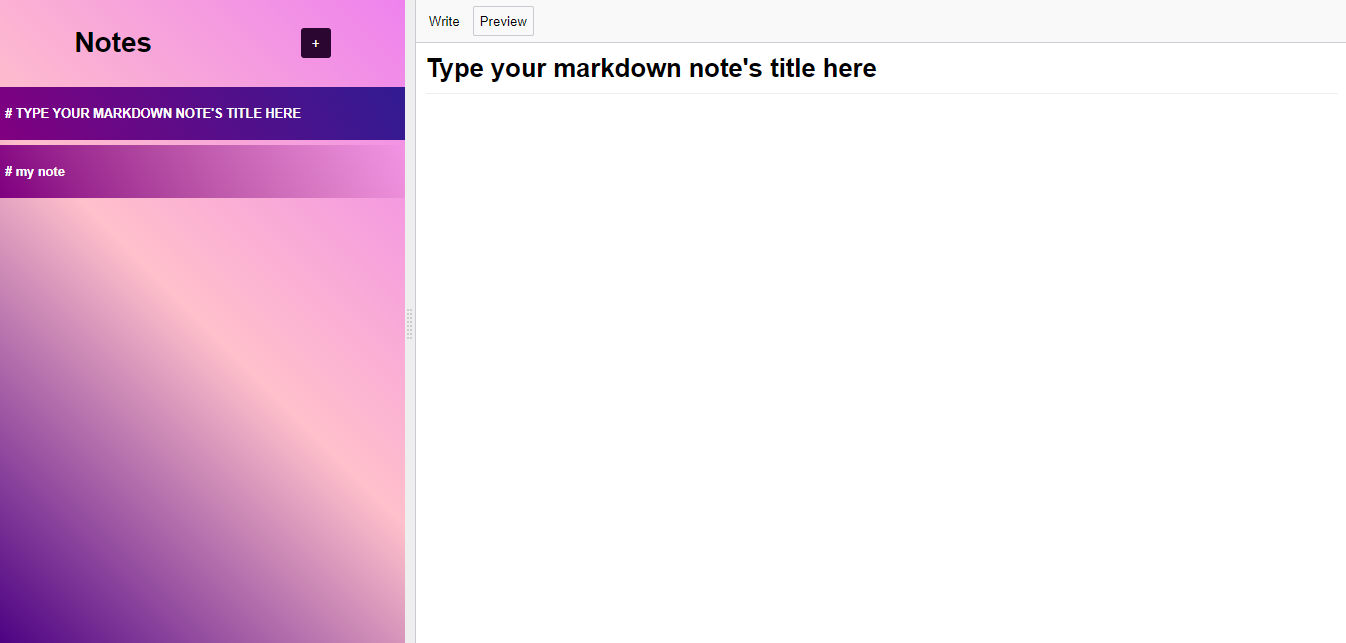 Notes
+
# TYPE YOUR MARKDOWN NOTE'S TITLE HERE
# my note
Write Preview
Type your markdown note's title here